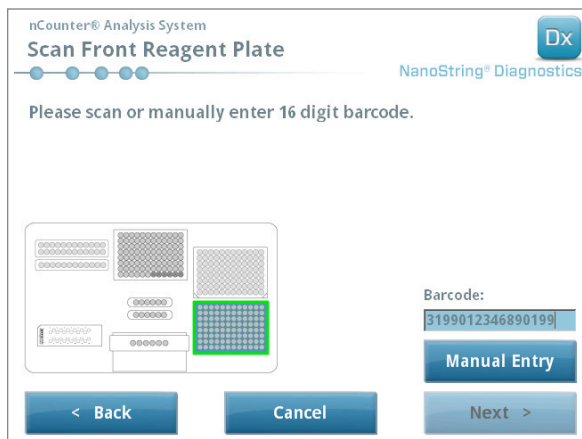 nCounter® Analysis System
Scan Front Reagent Plate
Dx
NanoString® Diagnostics
Please scan or manually enter 16 digit barcode.
Barcode:
3199012346890199
Manual Entry
< Back
Cancel
Next >